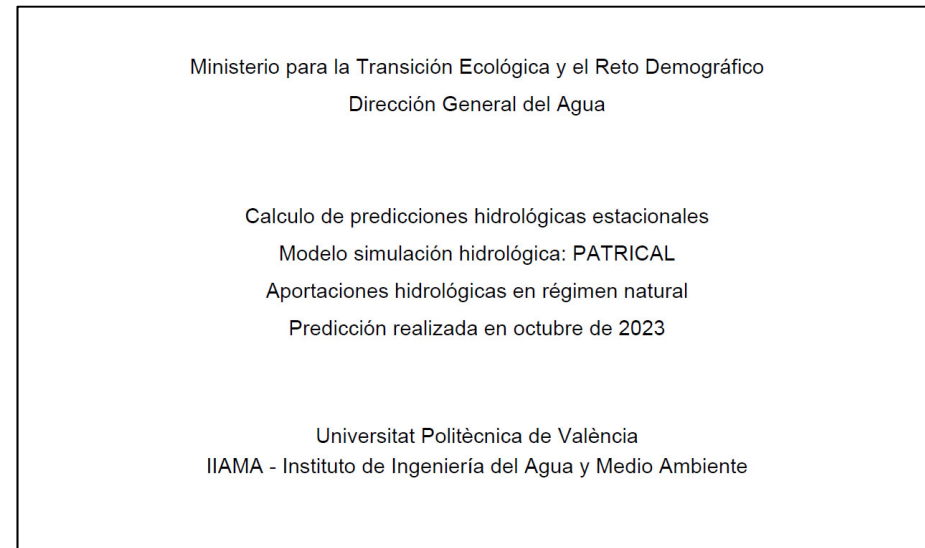 Ministerio para la Transición Ecológica y el Reto Demográfico
Dirección General del Agua
Calculo de predicciones hidrológicas estacionales
Modelo simulación hidrológica: PATRICAL
Aportaciones hidrológicas en régimen natural
Predicción realizada en octubre de 2023
Universitat Politècnica de València
IIAMA - Instituto de Ingeniería del Agua y Medio Ambiente